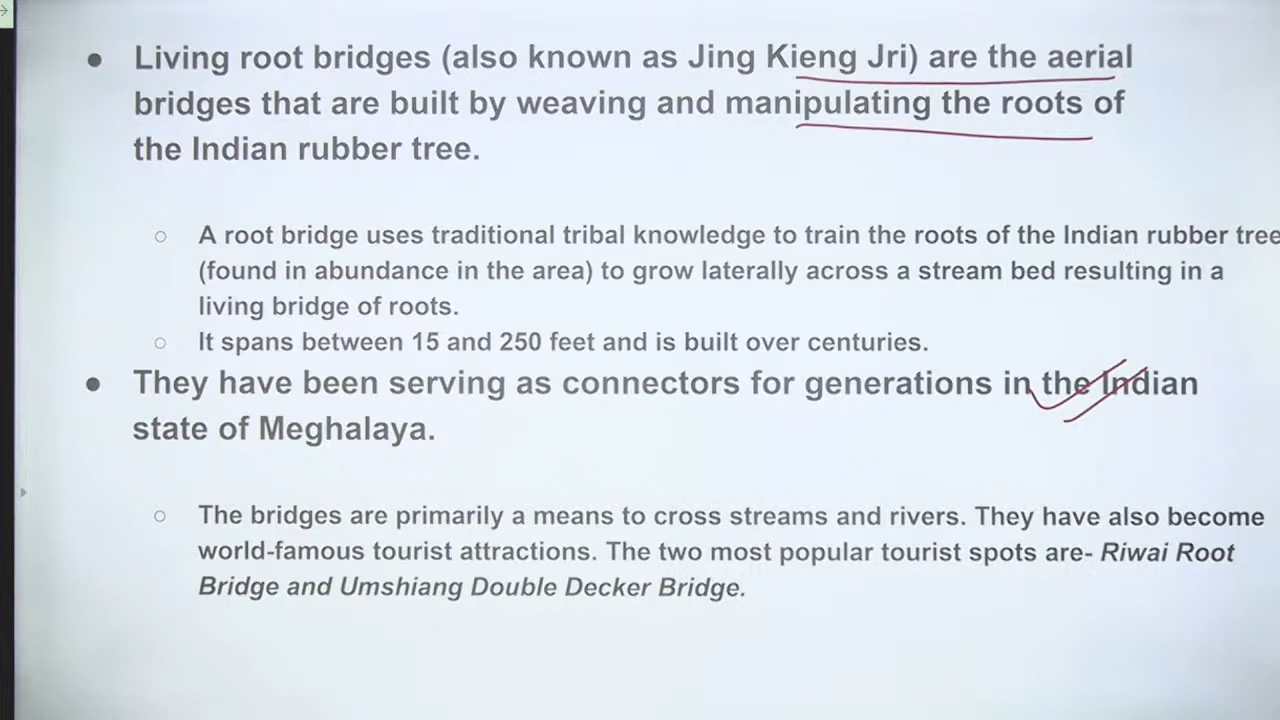 ● Living root bridges (also known as Jing Kieng Jri) are the aerial
bridges that are built by weaving and manipulating the roots of
the Indian rubber tree.
○ A root bridge uses traditional tribal knowledge to train the roots of the Indian rubber tree
(found in abundance in the area) to grow laterally across a stream bed resulting in a
living bridge of roots.
○ It spans between 15 and 250 feet and is built over centuries.
● They have been serving as connectors for generations in the Indian
state of Meghalaya.
○ The bridges are primarily a means to cross streams and rivers. They have also become
world-famous tourist attractions. The two most popular tourist spots are- Riwai Root
Bridge and Umshiang Double Decker Bridge.